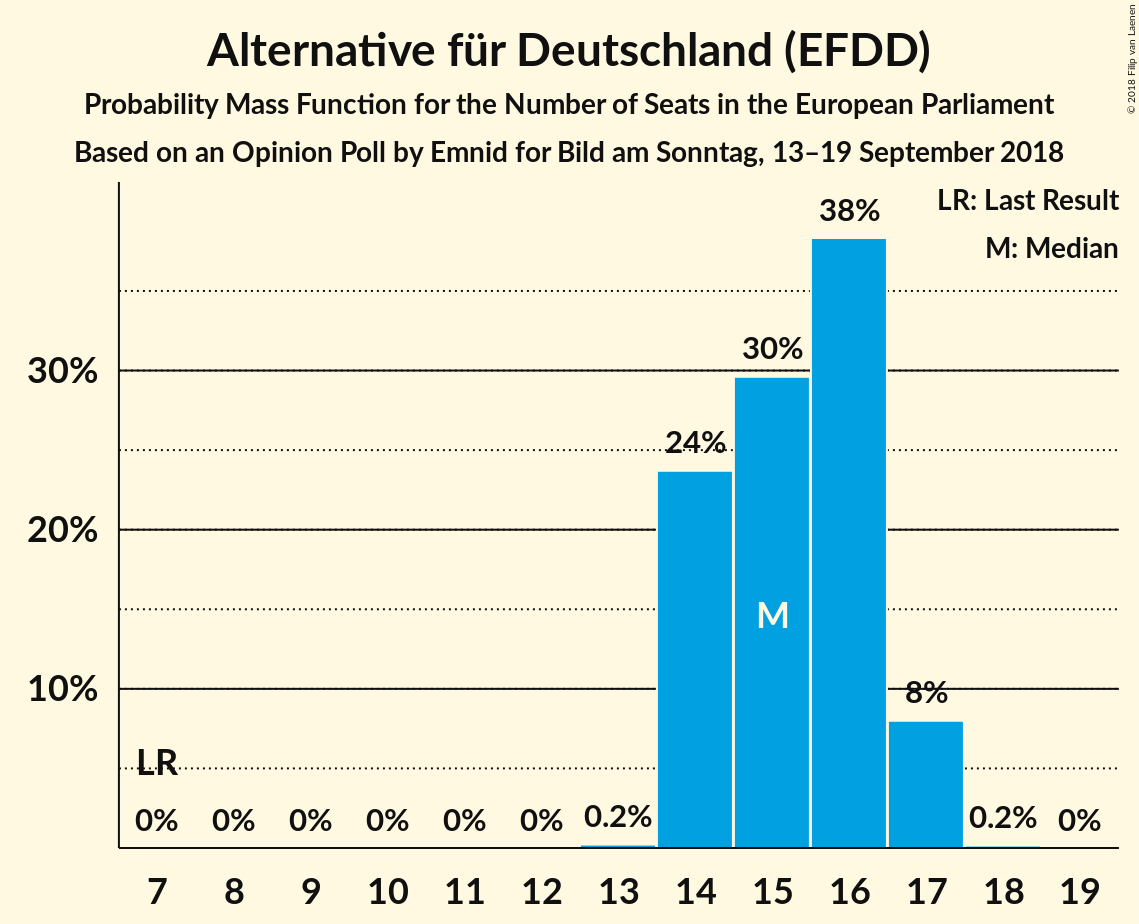 Alternative für Deutschland (EFDD)
Probability Mass Function for the Number of Seats in the European Parliament
Based on an Opinion Poll by Emnid for Bild am Sonntag, 13–19 September 2018
© 2018 Filip van Laenen
LR: Last Result
M: Median
38%
30%
30%
24%
20%
M
10%
8%
LR
0% 0% 0% 0% 0% 0% 0.2% 0.2% 0%
7 8 9 10 11 12 13 14 15 16 17 18 19